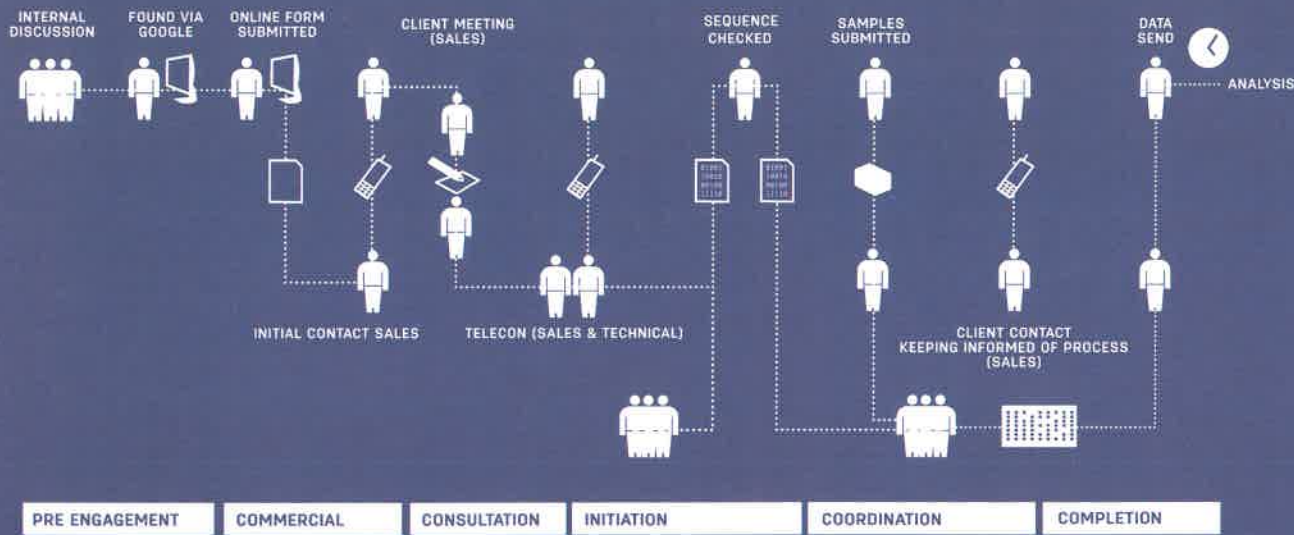 INTERNAL
DISCUSSION
FOUND VIA
GOOGLE
ONLINE FORM
SUBMITTED
CLIENT MEETING
(SALES)
SEQUENCE
CHECKED
SAMPLES
SUBMITTED
DATA
SEND
ANALYSIS
INITIAL CONTACT SALES
TELECON (SALES & TECHNICAL)
CLIENT CONTACT
KEEPING INFORMED OF PROCESS
(SALES)
PRE ENGAGEMENT
COMMERCIAL
CONSULTATION
INITIATION
COORDINATION
COMPLETION